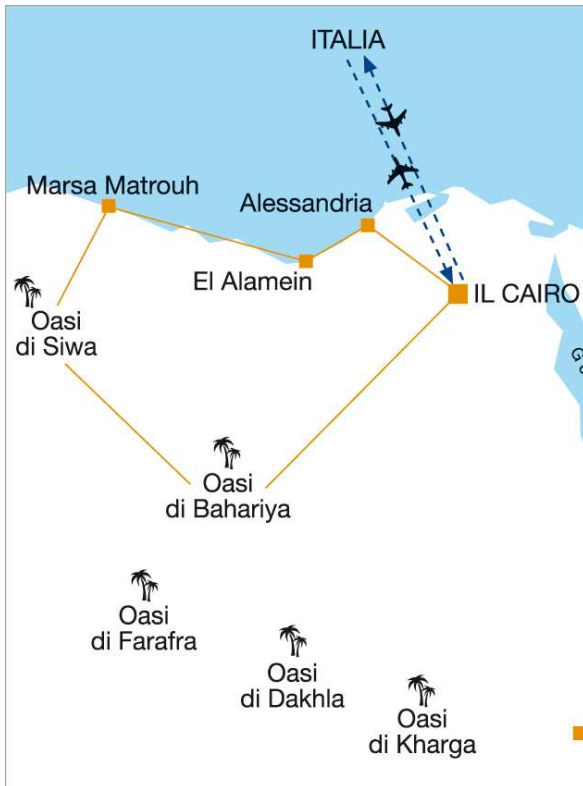 ITALIA
Marsa Matrouh
Alessandria
El Alamein
IL CAIRO
Oasi
di Siwa
Oasi
di Bahariya
Oasi
di Farafra
Oasi
di Dakhla
Oasi
di Kharga